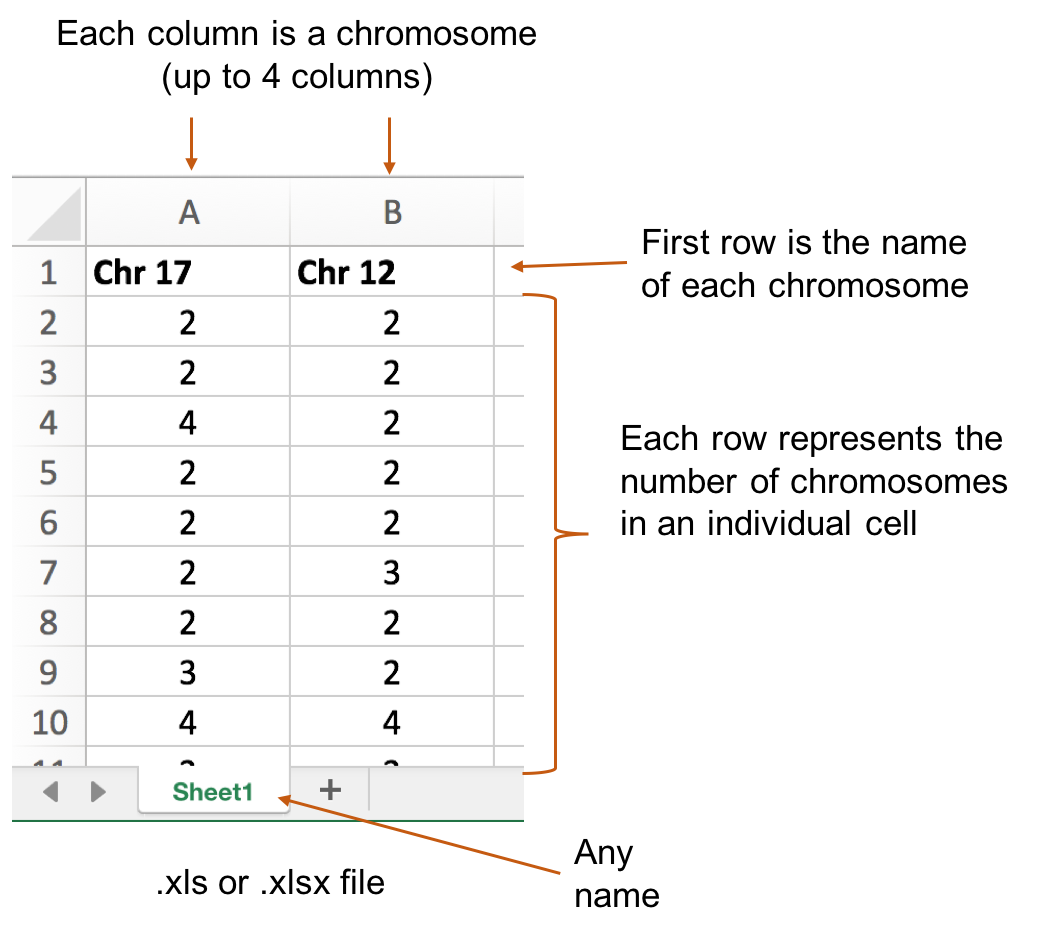 Each column is a chromosome
(up to 4 columns)
A B
1 Chr 17 Chr 12
First row is the name
of each chromosome
2 2 2
3 2 2
4 4 2
5 2 2
6 2 2
7 2 3
8 2 2
9 3 2
10 4 4
Each row represents the
number of chromosomes
in an individual cell
Sheet1 +
Any
name
.xls or .xlsx file